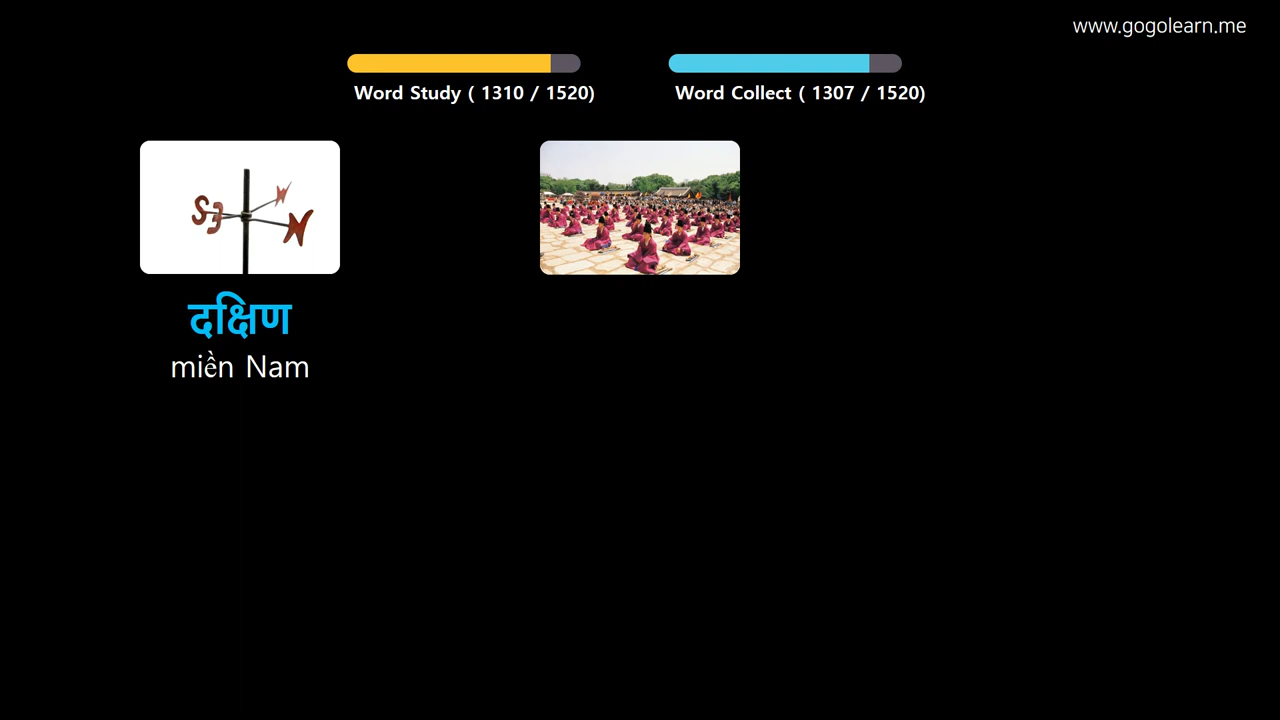 www.gogolearn.me
Word Study ( 1310 / 1520)
Word Collect ( 1307 / 1520)
S
E
N
W
दक्षिण
miền Nam